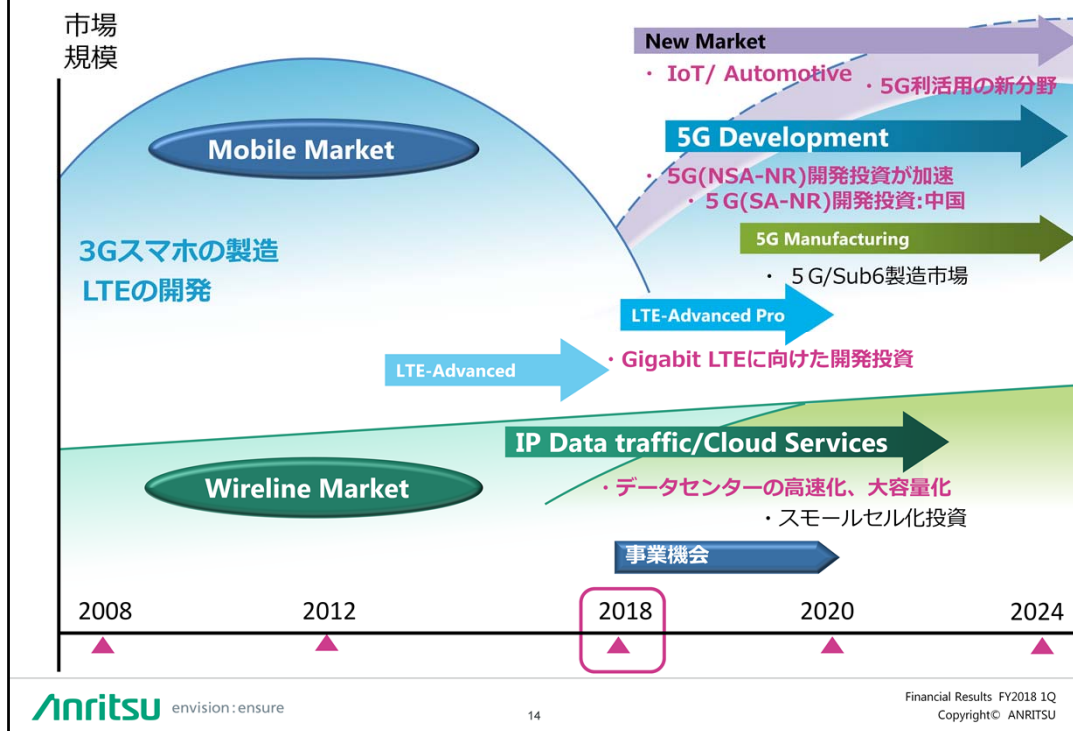 市場
規模
New Market
・ IoT/ Automotive
・5G利活用の新分野
Mobile Market
5G Development
・ 5G(NSA-NR)開発投資が加速
・５G(SA-NR)開発投資:中国
5G Manufacturing
・ ５G/Sub6製造市場
3Gスマホの製造
LTEの開発
LTE-Advanced Pro
・Gigabit LTEに向けた開発投資
LTE-Advanced
IP Data traffic/Cloud Services
Wireline Market
・データセンターの高速化、大容量化
・スモールセル化投資
事業機会
2008 2012 2018 2020 2024
Anritsu envision:ensure
14
Financial Results FY2018 1Q
Copyright© ANRITSU